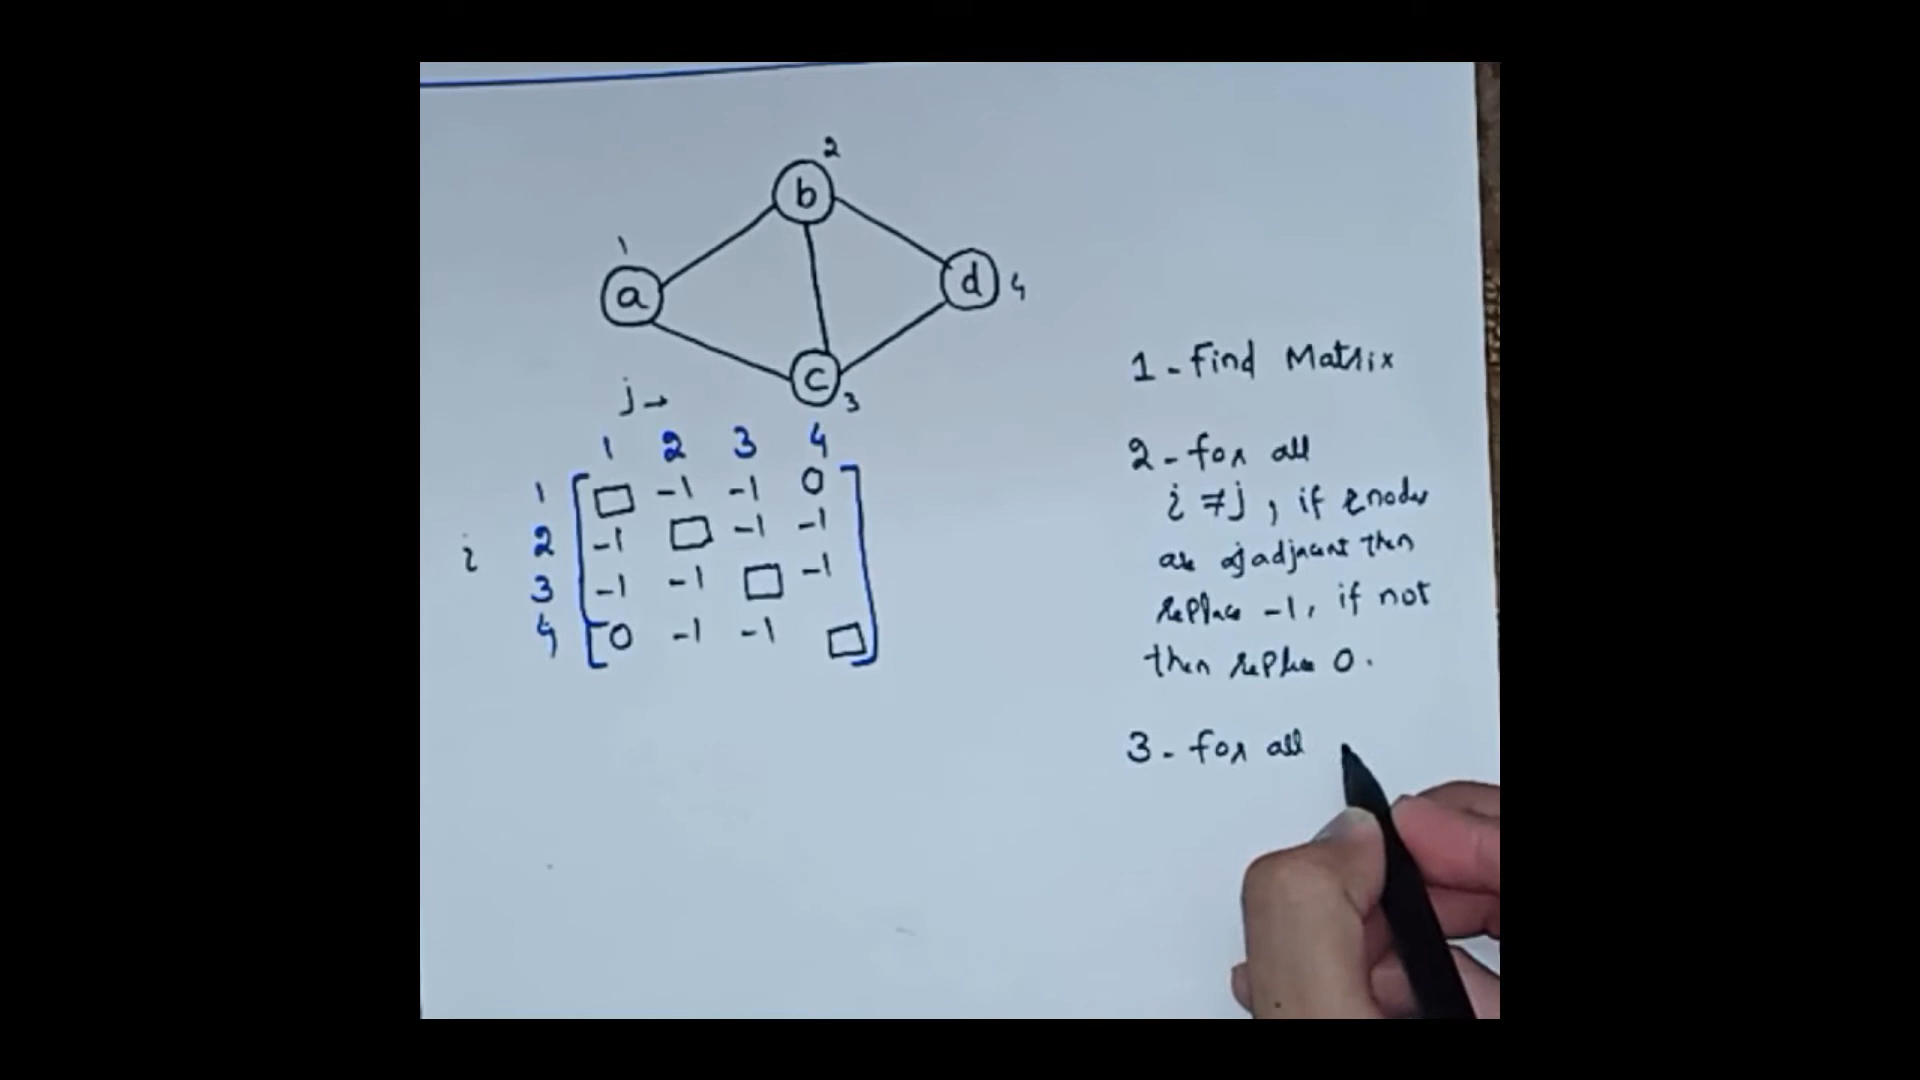 2
b
1
a
d 4
c
3
j→
1 2 3 4
1 □ -1 -1 0
i 2 -1 □ -1 -1
3 -1 -1 □ -1
4 0 -1 -1 □
1 - Find Matrix
2 - for all
i ≠ j, if nodes
are adjacent then
replace -1, if not
then replace 0.
3 - for all